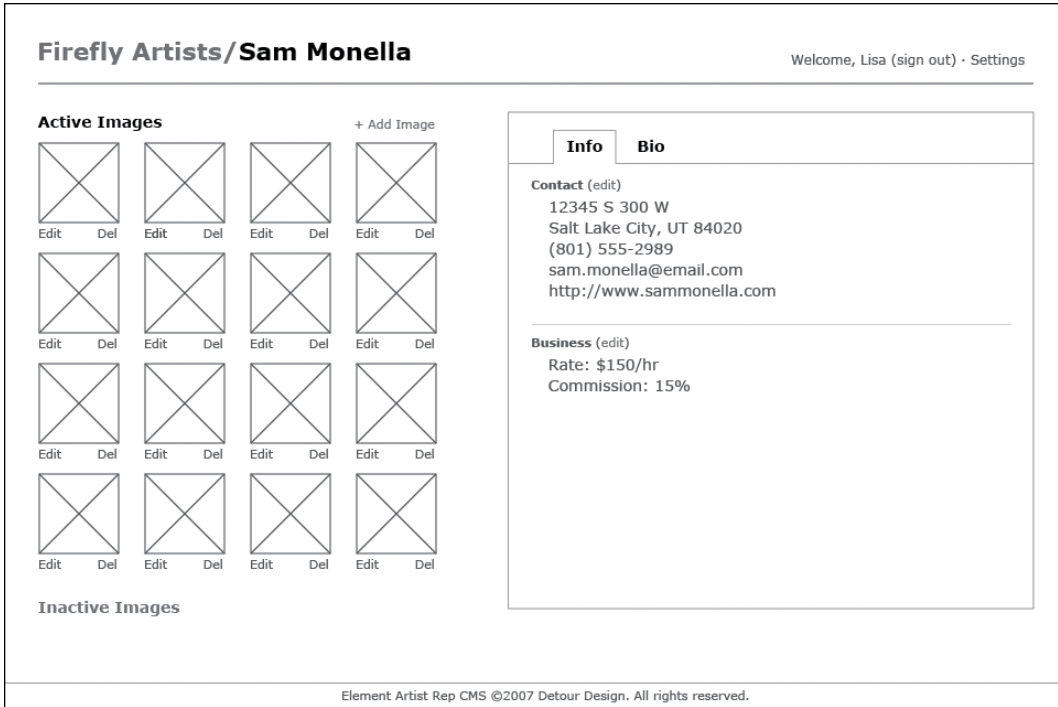 Firefly Artists/Sam Monella
Welcome, Lisa (sign out) · Settings
Active Images
+ Add Image
Edit Del Edit Del Edit Del Edit Del
Edit Del Edit Del Edit Del Edit Del
Edit Del Edit Del Edit Del Edit Del
Edit Del Edit Del Edit Del Edit Del
Inactive Images
Info Bio
Contact (edit)
12345 S 300 W
Salt Lake City, UT 84020
(801) 555-2989
sam.monella@email.com
http://www.sammonella.com
Business (edit)
Rate: $150/hr
Commission: 15%
Element Artist Rep CMS ©2007 Detour Design. All rights reserved.